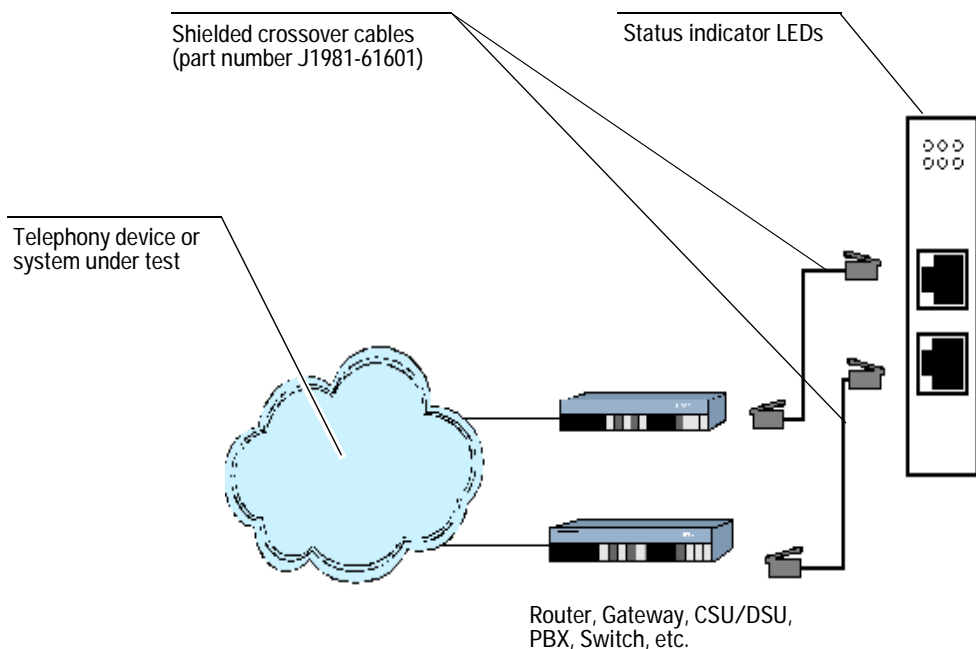 Shielded crossover cables
(part number J1981-61601)
Status indicator LEDs
Telephony device or
system under test
Router, Gateway, CSU/DSU,
PBX, Switch, etc.